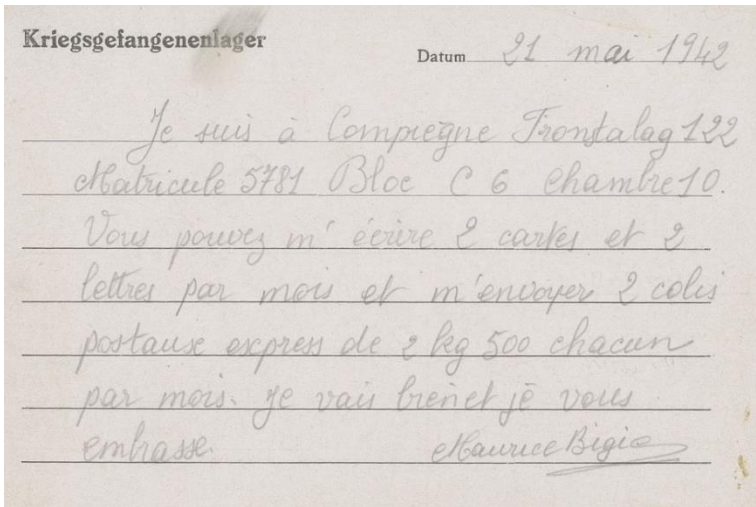 Kriegsgefangenenlager
Datum 21 mai 1942
Je suis à Compiègne Frontalag 122
Matricule 5781 Bloc C 6 chambre 10.
Vous pouvez m'écrire 2 cartes et 2
lettres par mois et m'envoyer 2 colis
postaux express de 2 kg 500 chacun
par mois. Je vais bien et je vous
embrasse. Maurice Bigio